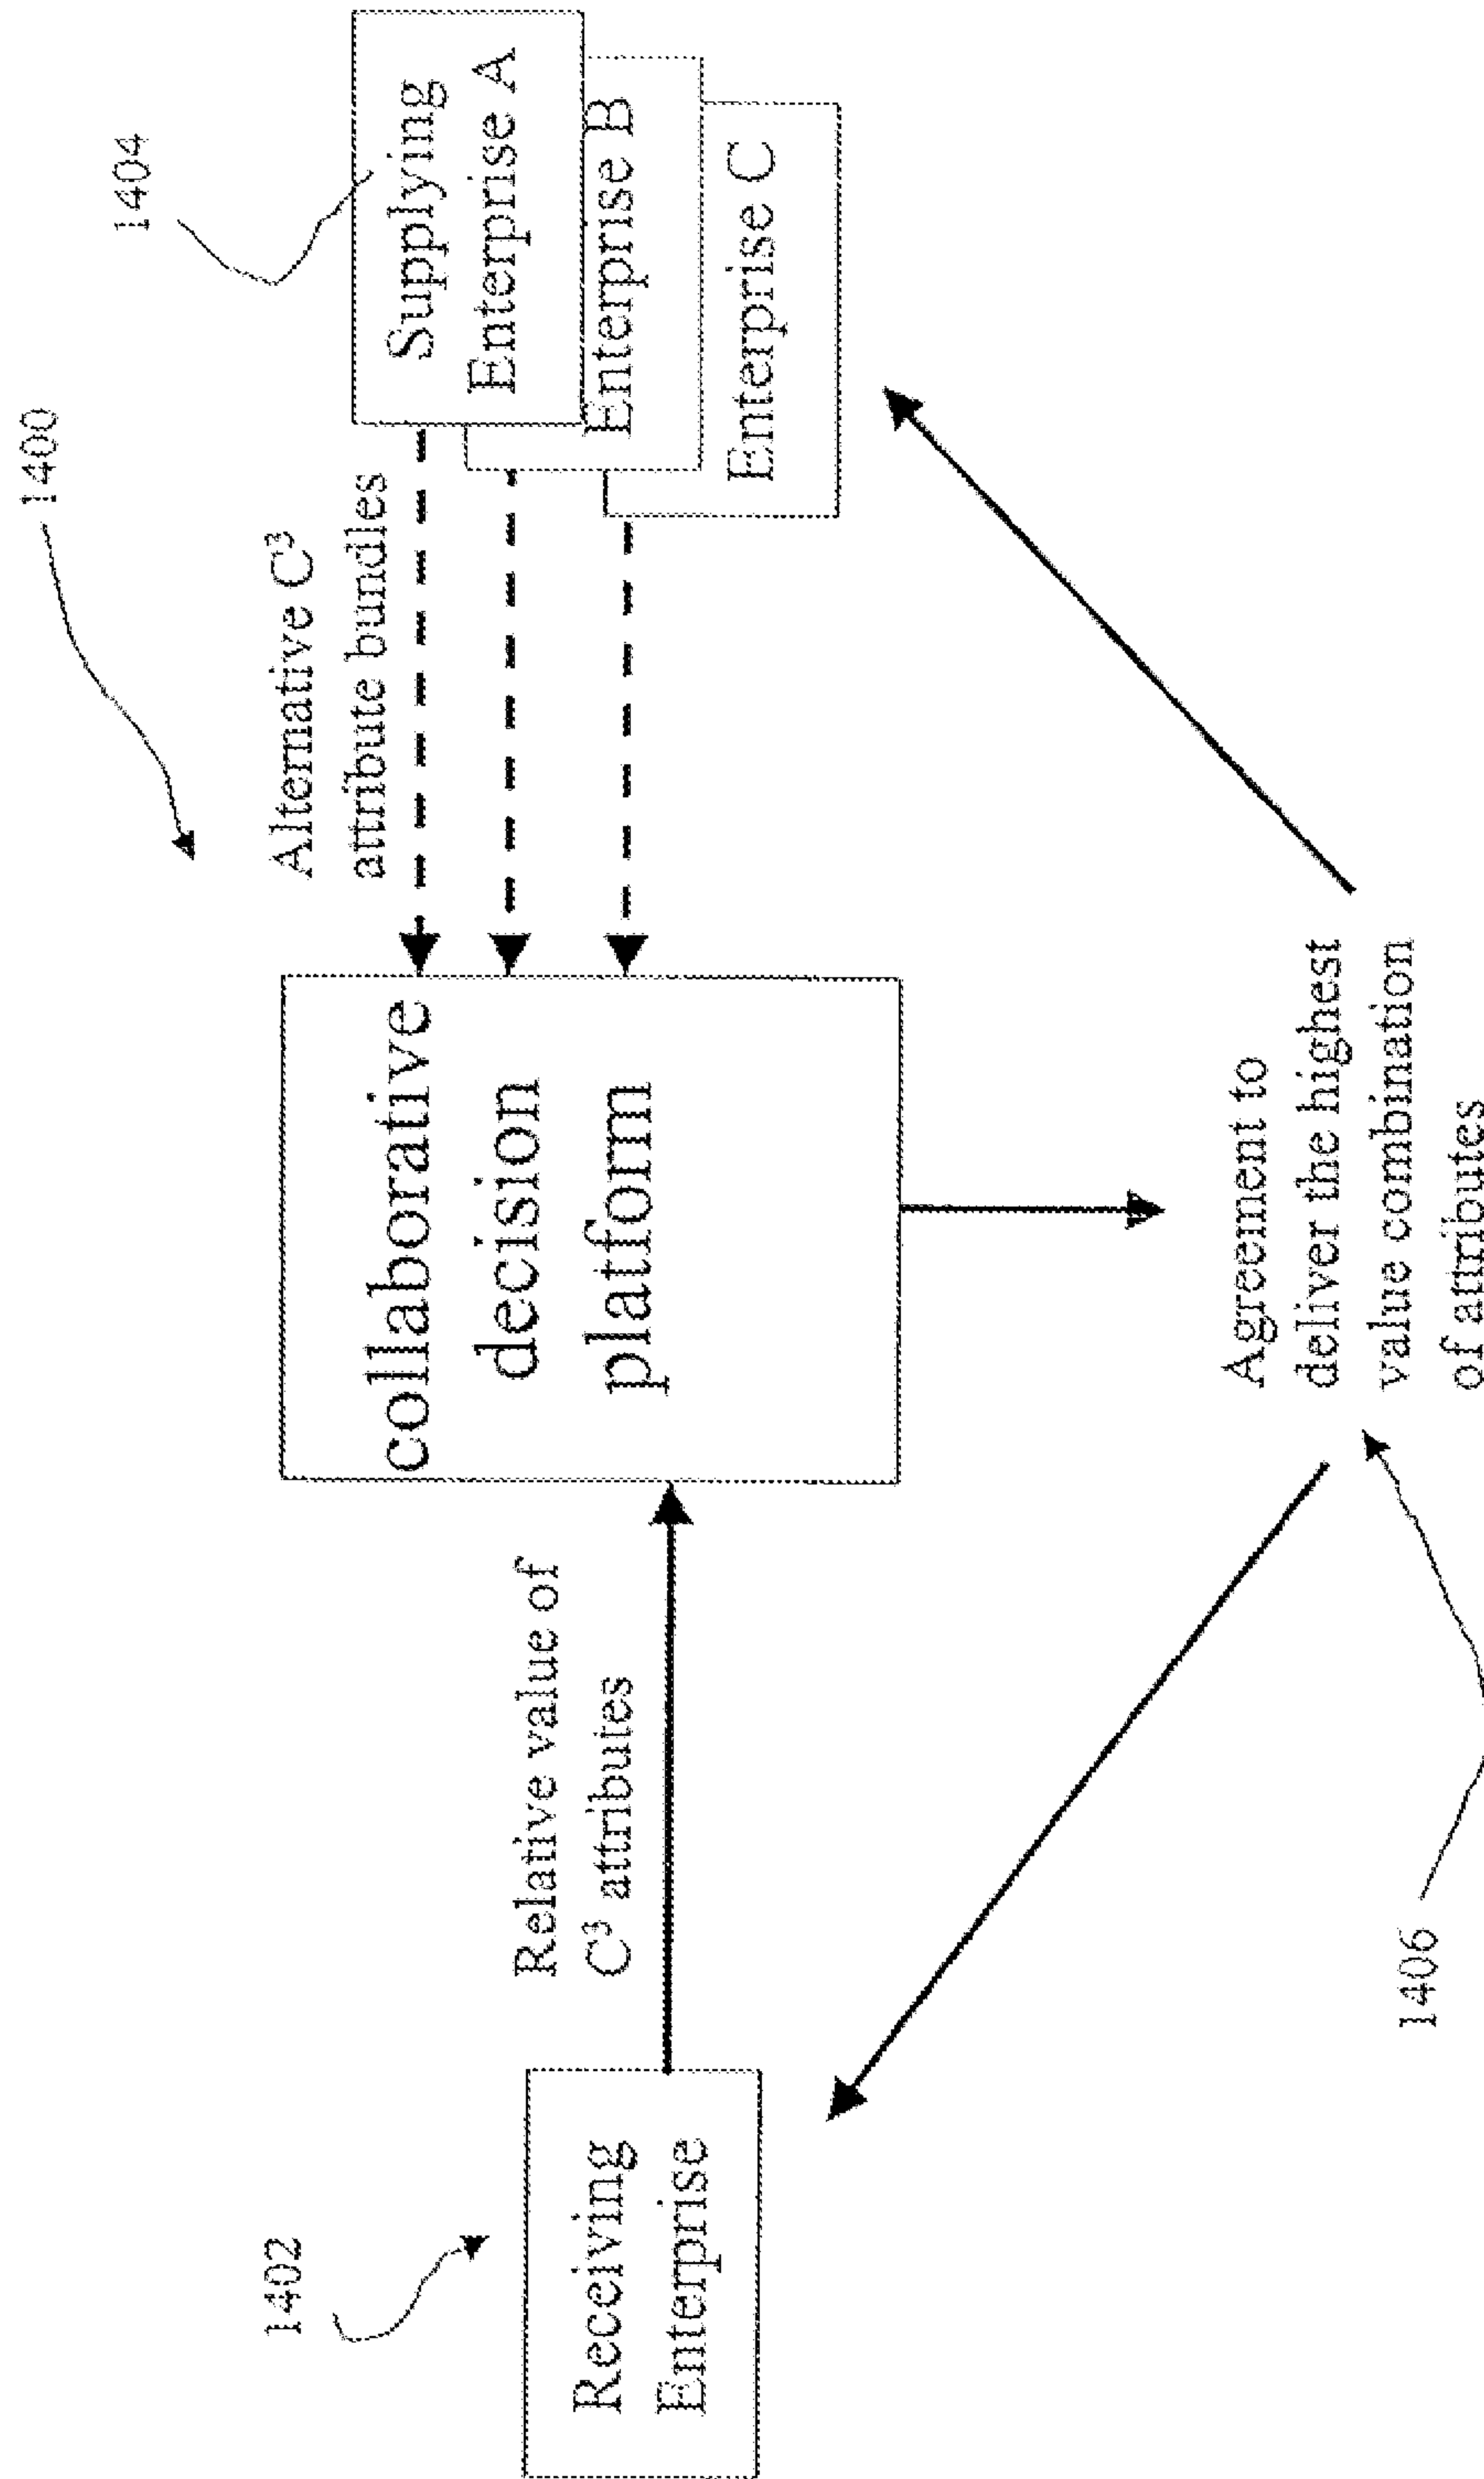 1400
1404
1402
Alternative C³
attribute bundles
Supplying
Enterprise A
Enterprise B
Enterprise C
collaborative
decision
platform
Relative value of
C³ attributes
Receiving
Enterprise
Agreement to
deliver the highest
value combination
of attributes
1406